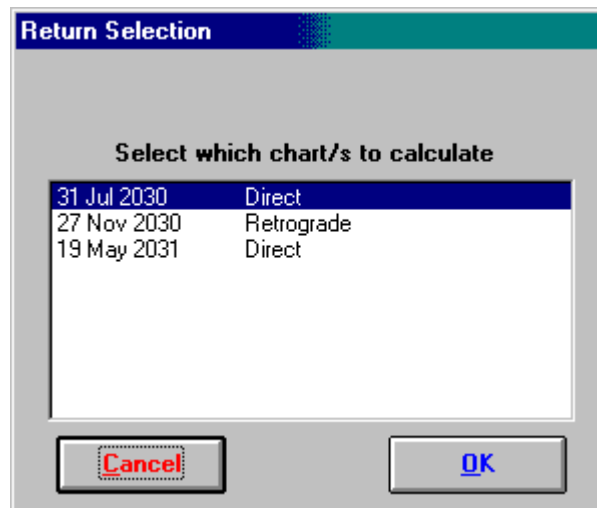 Return Selection
Select which chart/s to calculate
31 Jul 2030 Direct
27 Nov 2030 Retrograde
19 May 2031 Direct
Cancel OK